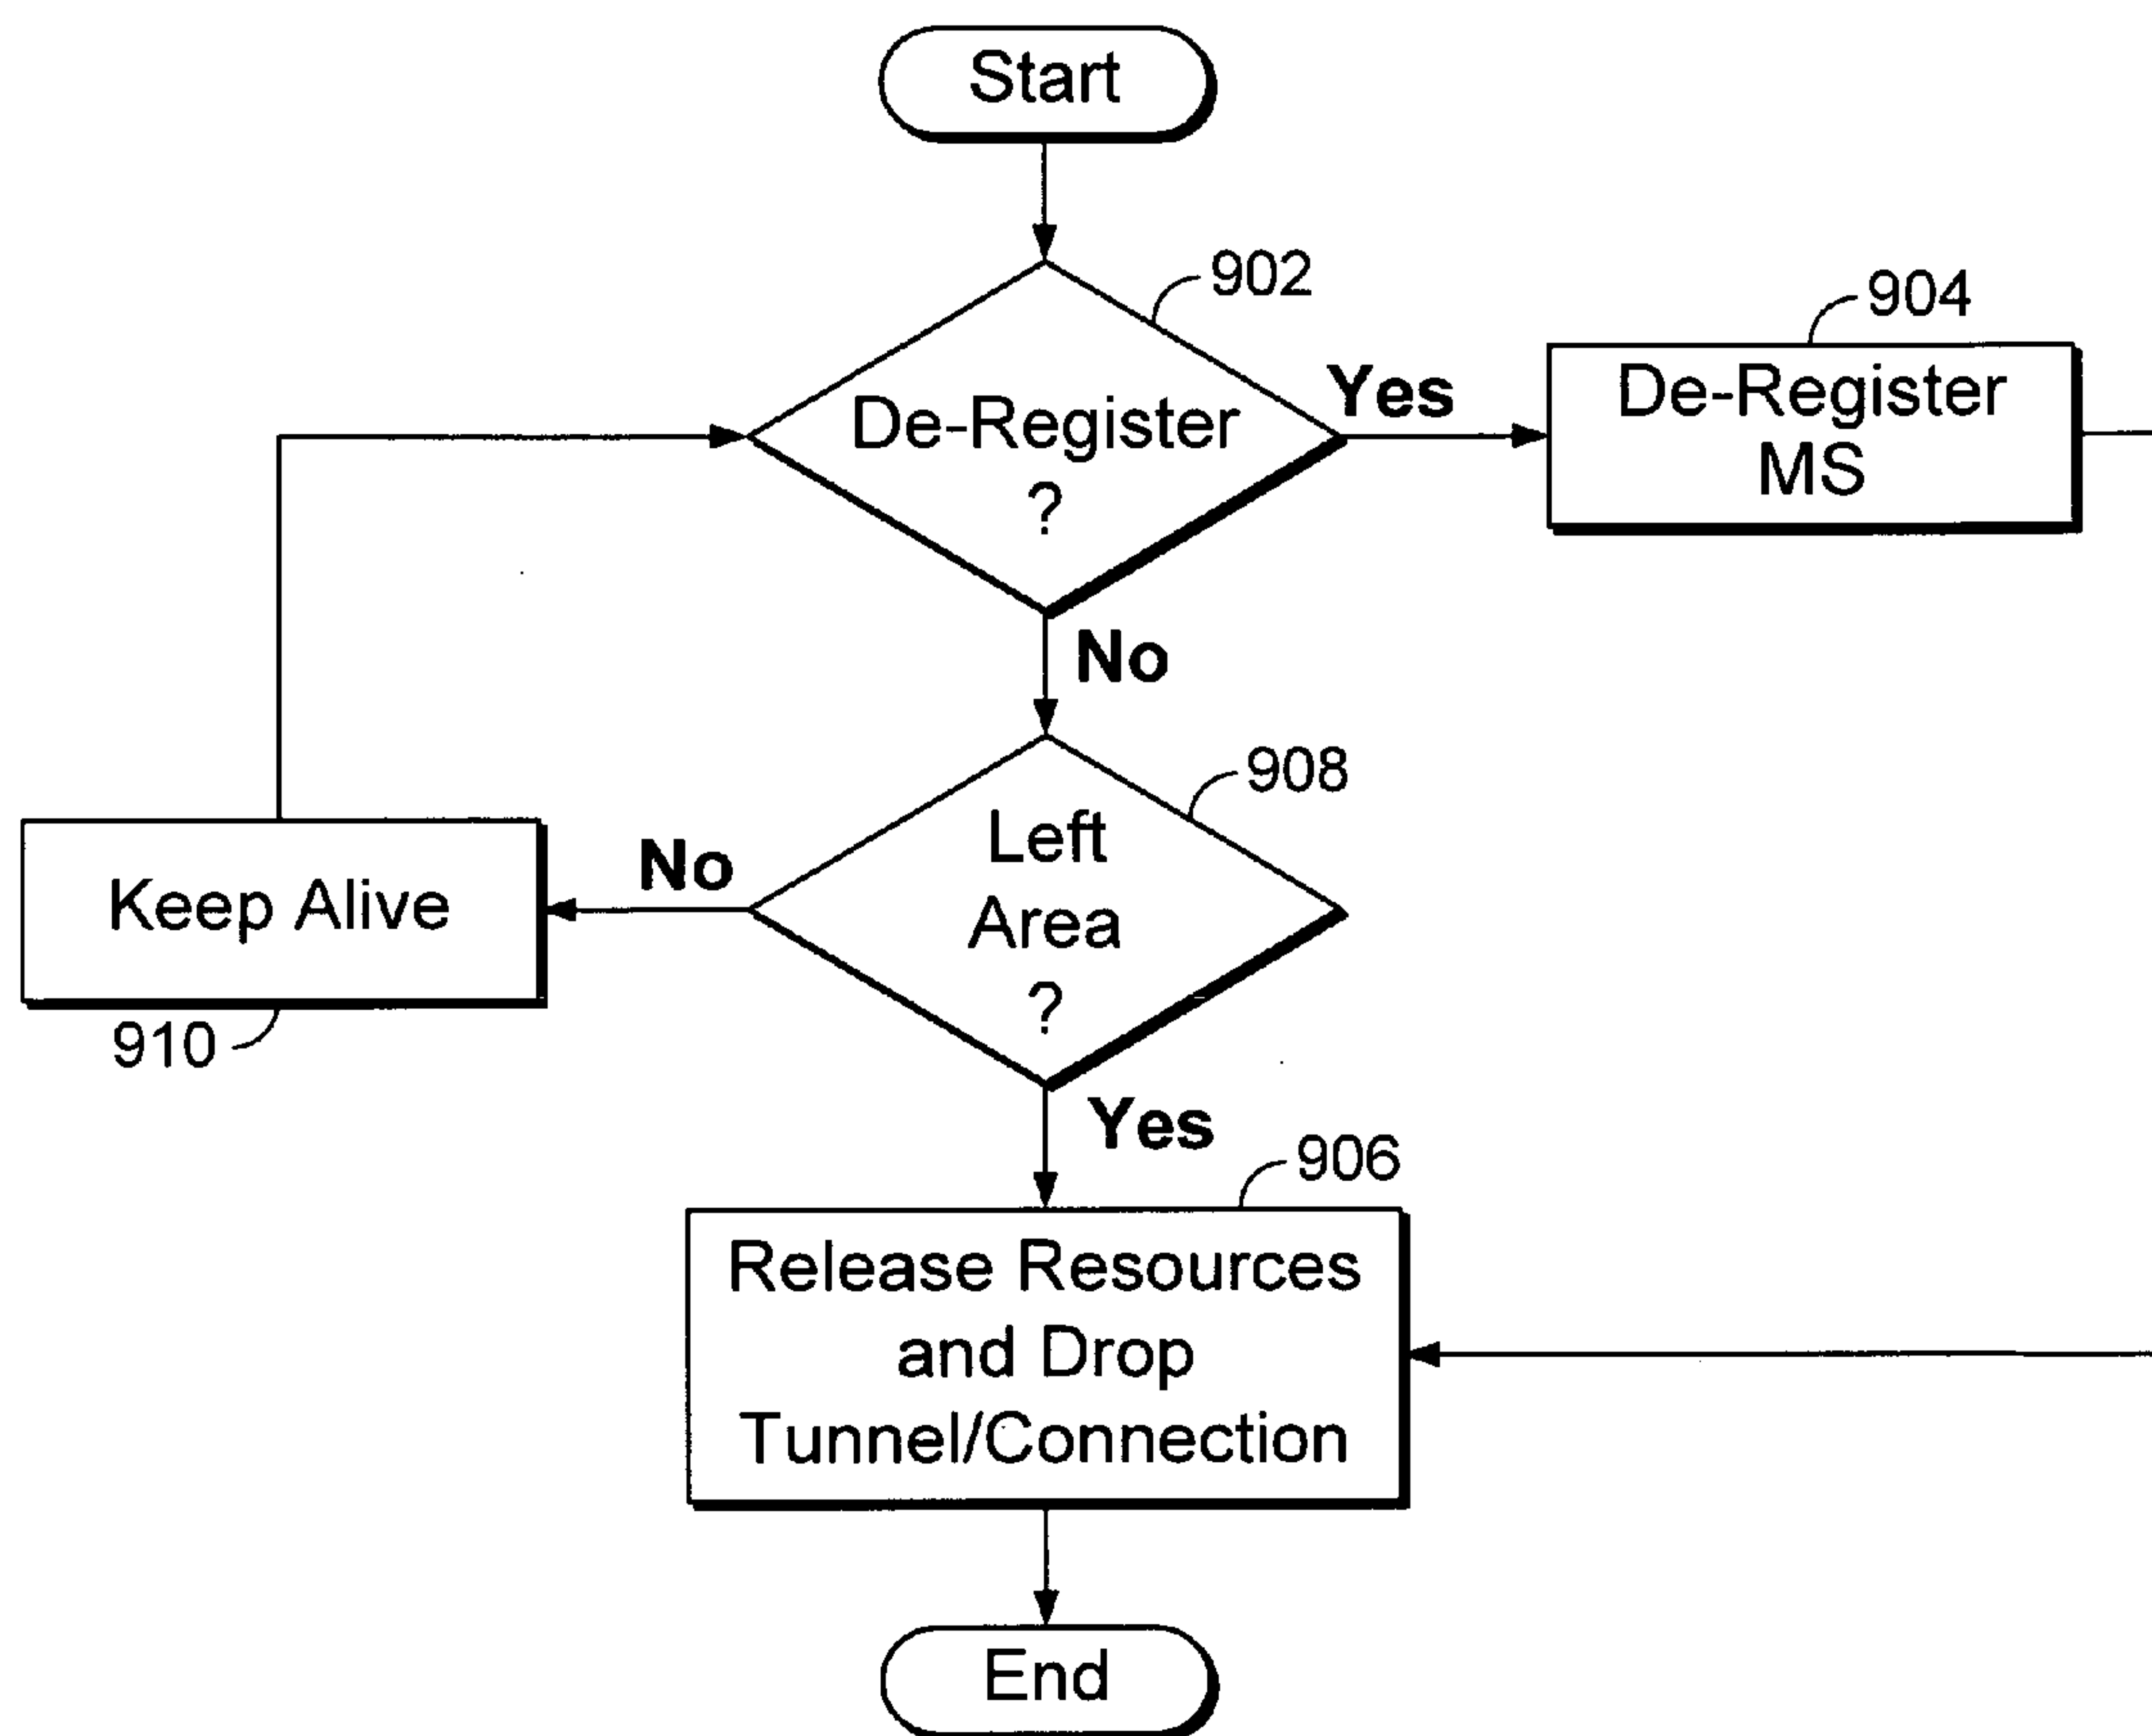 Start
902
De-Register
?
Yes
904
De-Register
MS
No
908
Left
Area
?
No
Keep Alive
910
Yes
906
Release Resources
and Drop
Tunnel/Connection
End